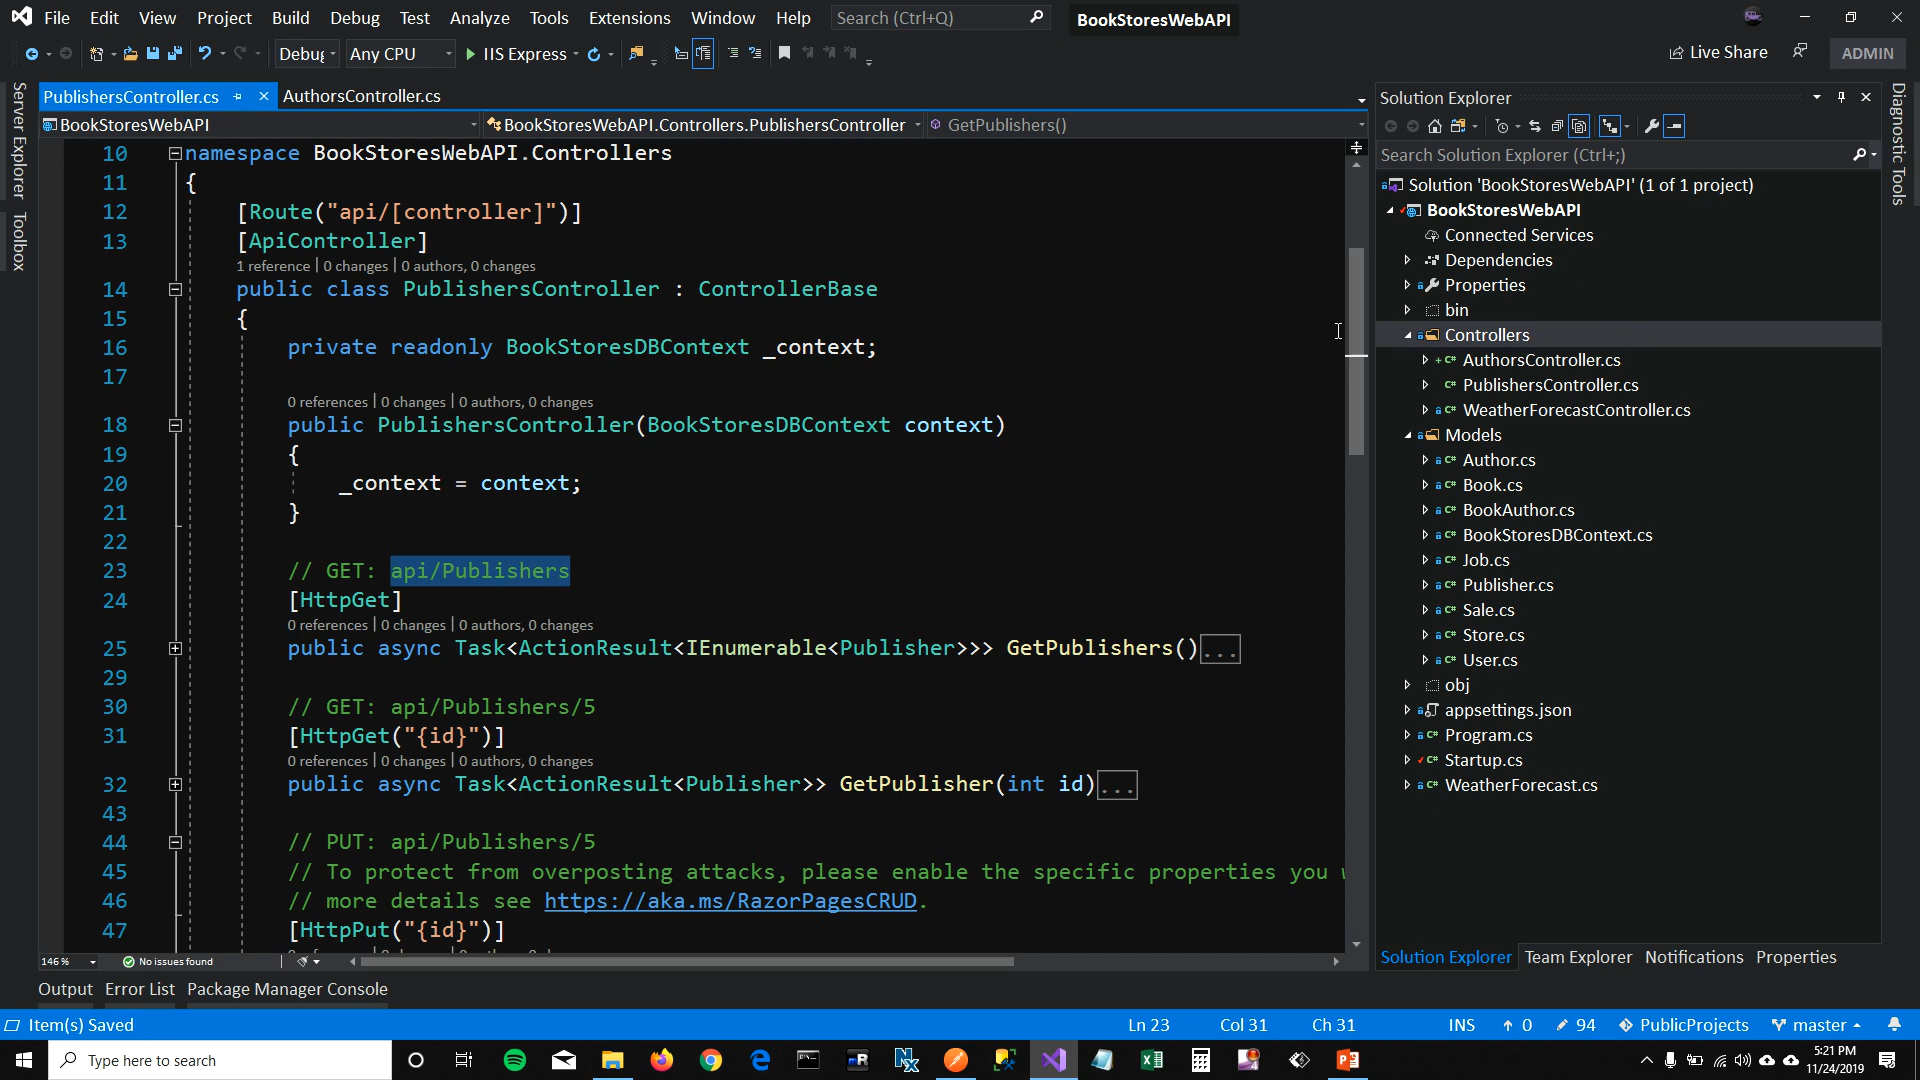 File Edit View Project Build Debug Test Analyze Tools Extensions Window Help Search (Ctrl+Q) BookStoresWebAPI
Debug Any CPU IIS Express Live Share ADMIN
Server Explorer
Toolbox
PublishersController.cs AuthorsController.cs
BookStoresWebAPI BookStoresWebAPI.Controllers.PublishersController GetPublishers()
10 namespace BookStoresWebAPI.Controllers
11 {
12 [Route("api/[controller]")]
13 [ApiController]
1 reference | 0 changes | 0 authors, 0 changes
14 public class PublishersController : ControllerBase
15 {
16 private readonly BookStoresDBContext _context;
17
0 references | 0 changes | 0 authors, 0 changes
18 public PublishersController(BookStoresDBContext context)
19 {
20 _context = context;
21 }
22
23 // GET: api/Publishers
24 [HttpGet]
0 references | 0 changes | 0 authors, 0 changes
25 public async Task<ActionResult<IEnumerable<Publisher>>> GetPublishers()...
29
30 // GET: api/Publishers/5
31 [HttpGet("{id}")]
0 references | 0 changes | 0 authors, 0 changes
32 public async Task<ActionResult<Publisher>> GetPublisher(int id)...
43
44 // PUT: api/Publishers/5
45 // To protect from overposting attacks, please enable the specific properties you
46 // more details see https://aka.ms/RazorPagesCRUD.
47 [HttpPut("{id}")]
146 % No issues found
Solution Explorer
Search Solution Explorer (Ctrl+;)
Solution 'BookStoresWebAPI' (1 of 1 project)
BookStoresWebAPI
Connected Services
Dependencies
Properties
bin
Controllers
AuthorsController.cs
PublishersController.cs
WeatherForecastController.cs
Models
Author.cs
Book.cs
BookAuthor.cs
BookStoresDBContext.cs
Job.cs
Publisher.cs
Sale.cs
Store.cs
User.cs
obj
appsettings.json
Program.cs
Startup.cs
WeatherForecast.cs
Solution Explorer Team Explorer Notifications Properties
Diagnostic Tools
Output Error List Package Manager Console
Item(s) Saved Ln 23 Col 31 Ch 31 INS 0 94 PublicProjects master
Type here to search
5:21 PM
11/24/2019